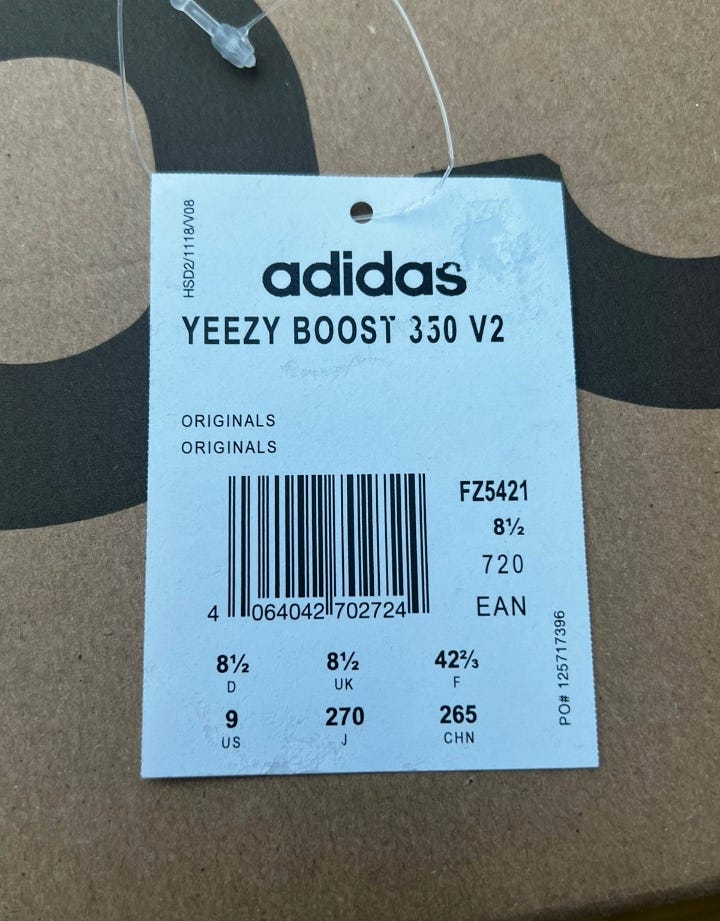 HSD2/1118/V08
adidas
YEEZY BOOST 350 V2
ORIGINALS
ORIGINALS
FZ5421
8½
720
EAN
4 064042 702724
8½ 8½ 42⅔
D UK F
9 270 265
US J CHN
PO# 125717396